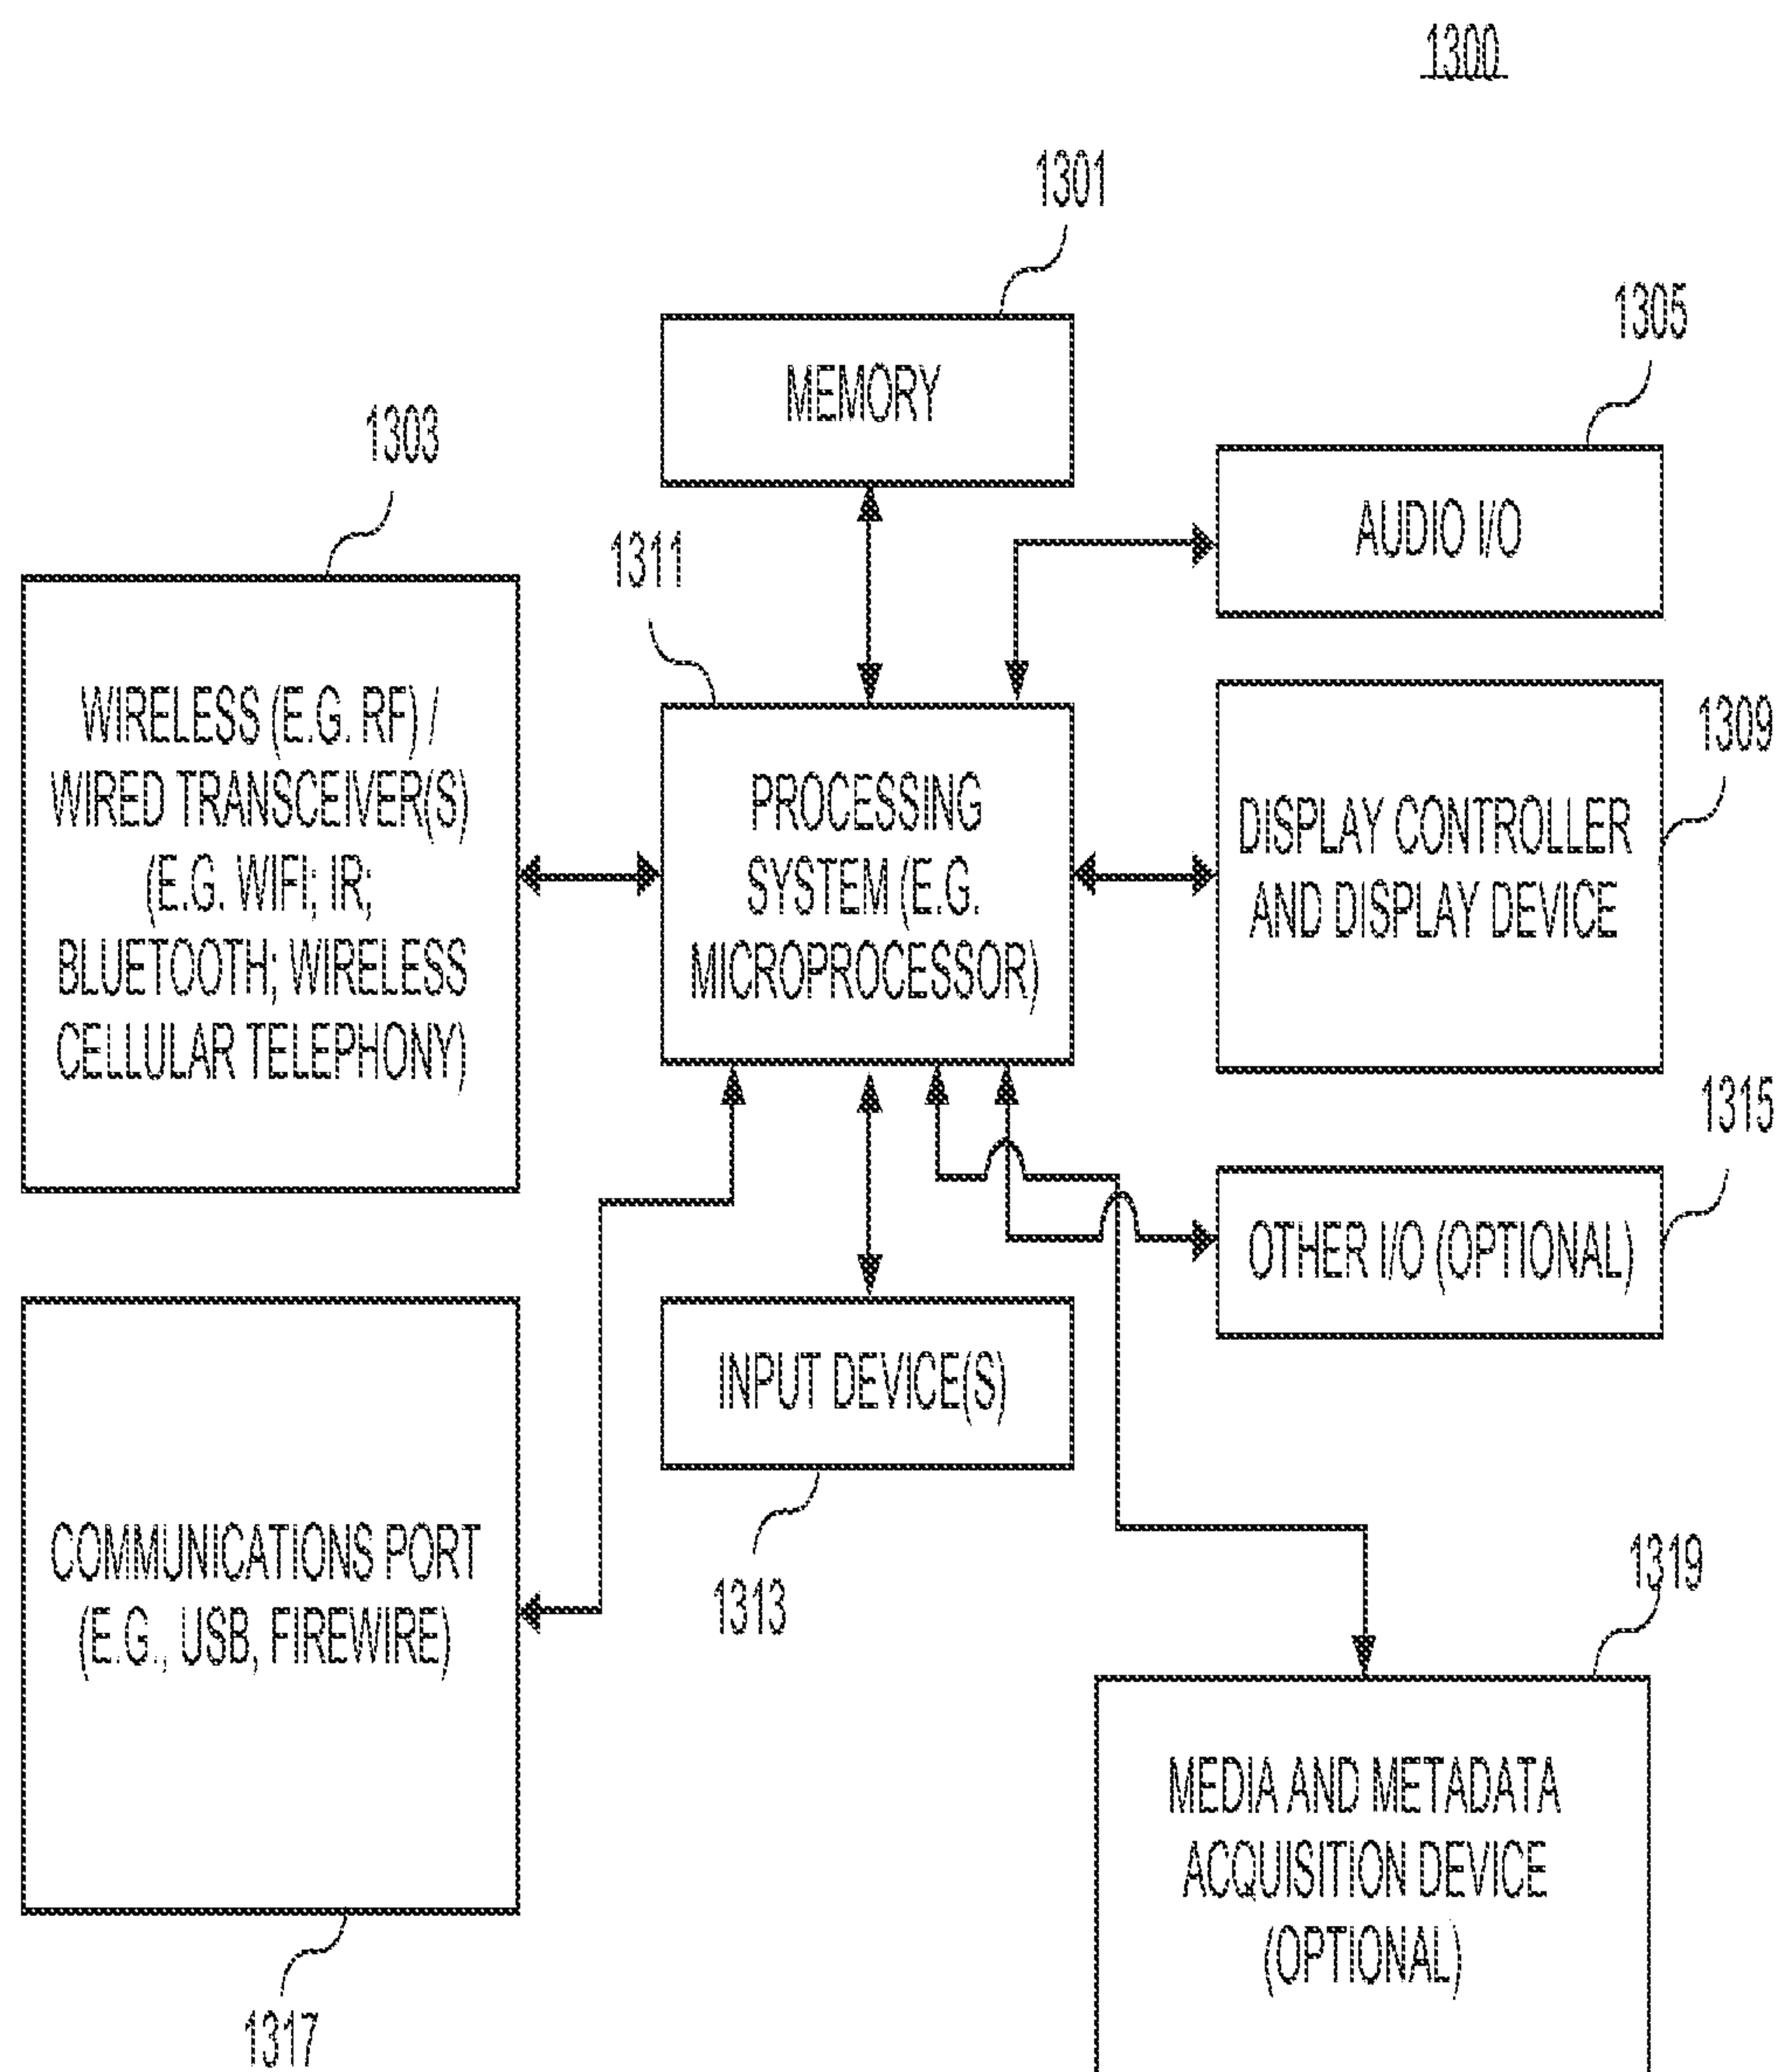 1300
1301
MEMORY
1305
AUDIO I/O
1303
WIRELESS (E.G. RF) /
WIRED TRANSCEIVER(S)
(E.G. WIFI; IR;
BLUETOOTH; WIRELESS
CELLULAR TELEPHONY)
1311
PROCESSING
SYSTEM (E.G.
MICROPROCESSOR)
1309
DISPLAY CONTROLLER
AND DISPLAY DEVICE
1315
OTHER I/O (OPTIONAL)
INPUT DEVICE(S)
1313
COMMUNICATIONS PORT
(E.G., USB, FIREWIRE)
1317
1319
MEDIA AND METADATA
ACQUISITION DEVICE
(OPTIONAL)